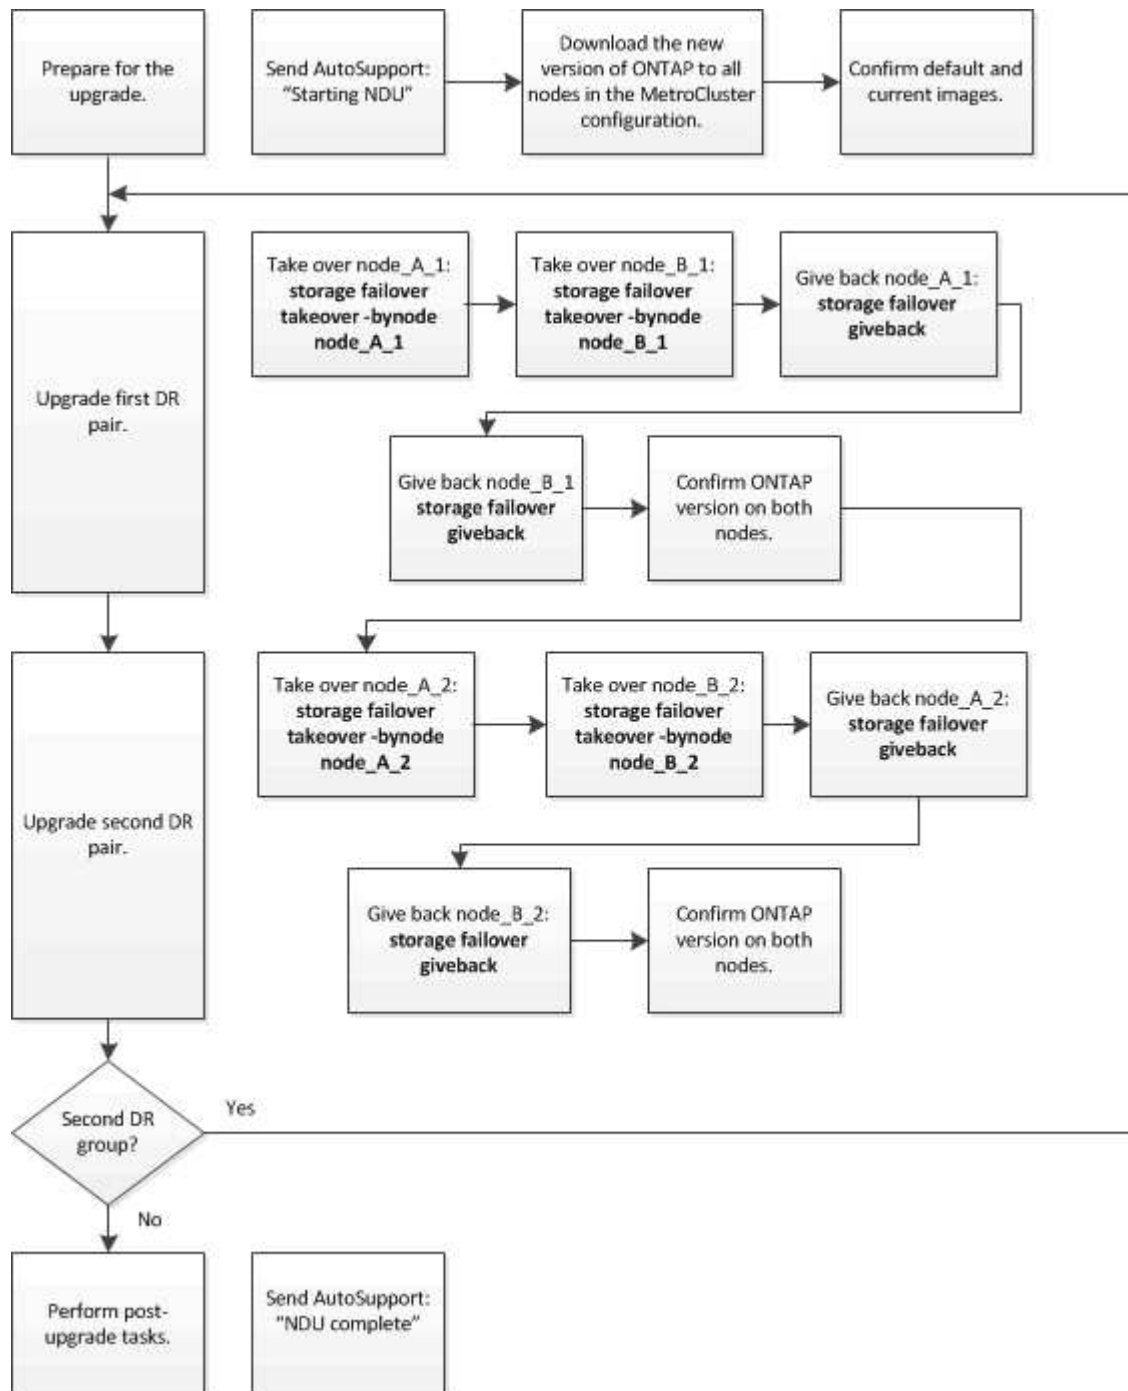 Prepare for the
upgrade.
Send AutoSupport:
“Starting NDU”
Download the new
version of ONTAP to all
nodes in the MetroCluster
configuration.
Confirm default and
current images.
Upgrade first DR
pair.
Take over node_A_1:
storage failover
takeover -bynode
node_A_1
Take over node_B_1:
storage failover
takeover -bynode
node_B_1
Give back node_A_1:
storage failover
giveback
Give back node_B_1
storage failover
giveback
Confirm ONTAP
version on both
nodes.
Upgrade second DR
pair.
Take over node_A_2:
storage failover
takeover -bynode
node_A_2
Take over node_B_2:
storage failover
takeover -bynode
node_B_2
Give back node_A_2:
storage failover
giveback
Give back node_B_2:
storage failover
giveback
Confirm ONTAP
version on both
nodes.
Second DR
group?
Yes
No
Perform post-
upgrade tasks.
Send AutoSupport:
“NDU complete”